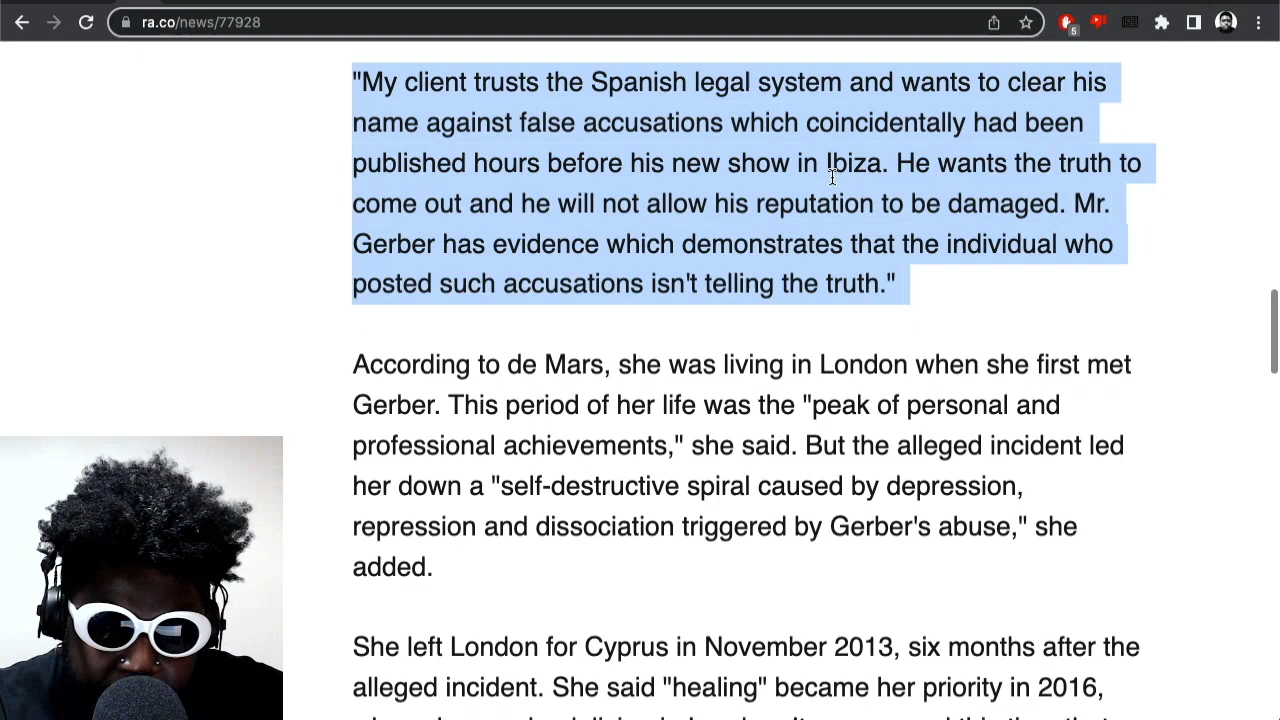 ra.co/news/77928
5
"My client trusts the Spanish legal system and wants to clear his
name against false accusations which coincidentally had been
published hours before his new show in Ibiza. He wants the truth to
come out and he will not allow his reputation to be damaged. Mr.
Gerber has evidence which demonstrates that the individual who
posted such accusations isn't telling the truth."
According to de Mars, she was living in London when she first met
Gerber. This period of her life was the "peak of personal and
professional achievements," she said. But the alleged incident led
her down a "self-destructive spiral caused by depression,
repression and dissociation triggered by Gerber's abuse," she
added.
She left London for Cyprus in November 2013, six months after the
alleged incident. She said "healing" became her priority in 2016,